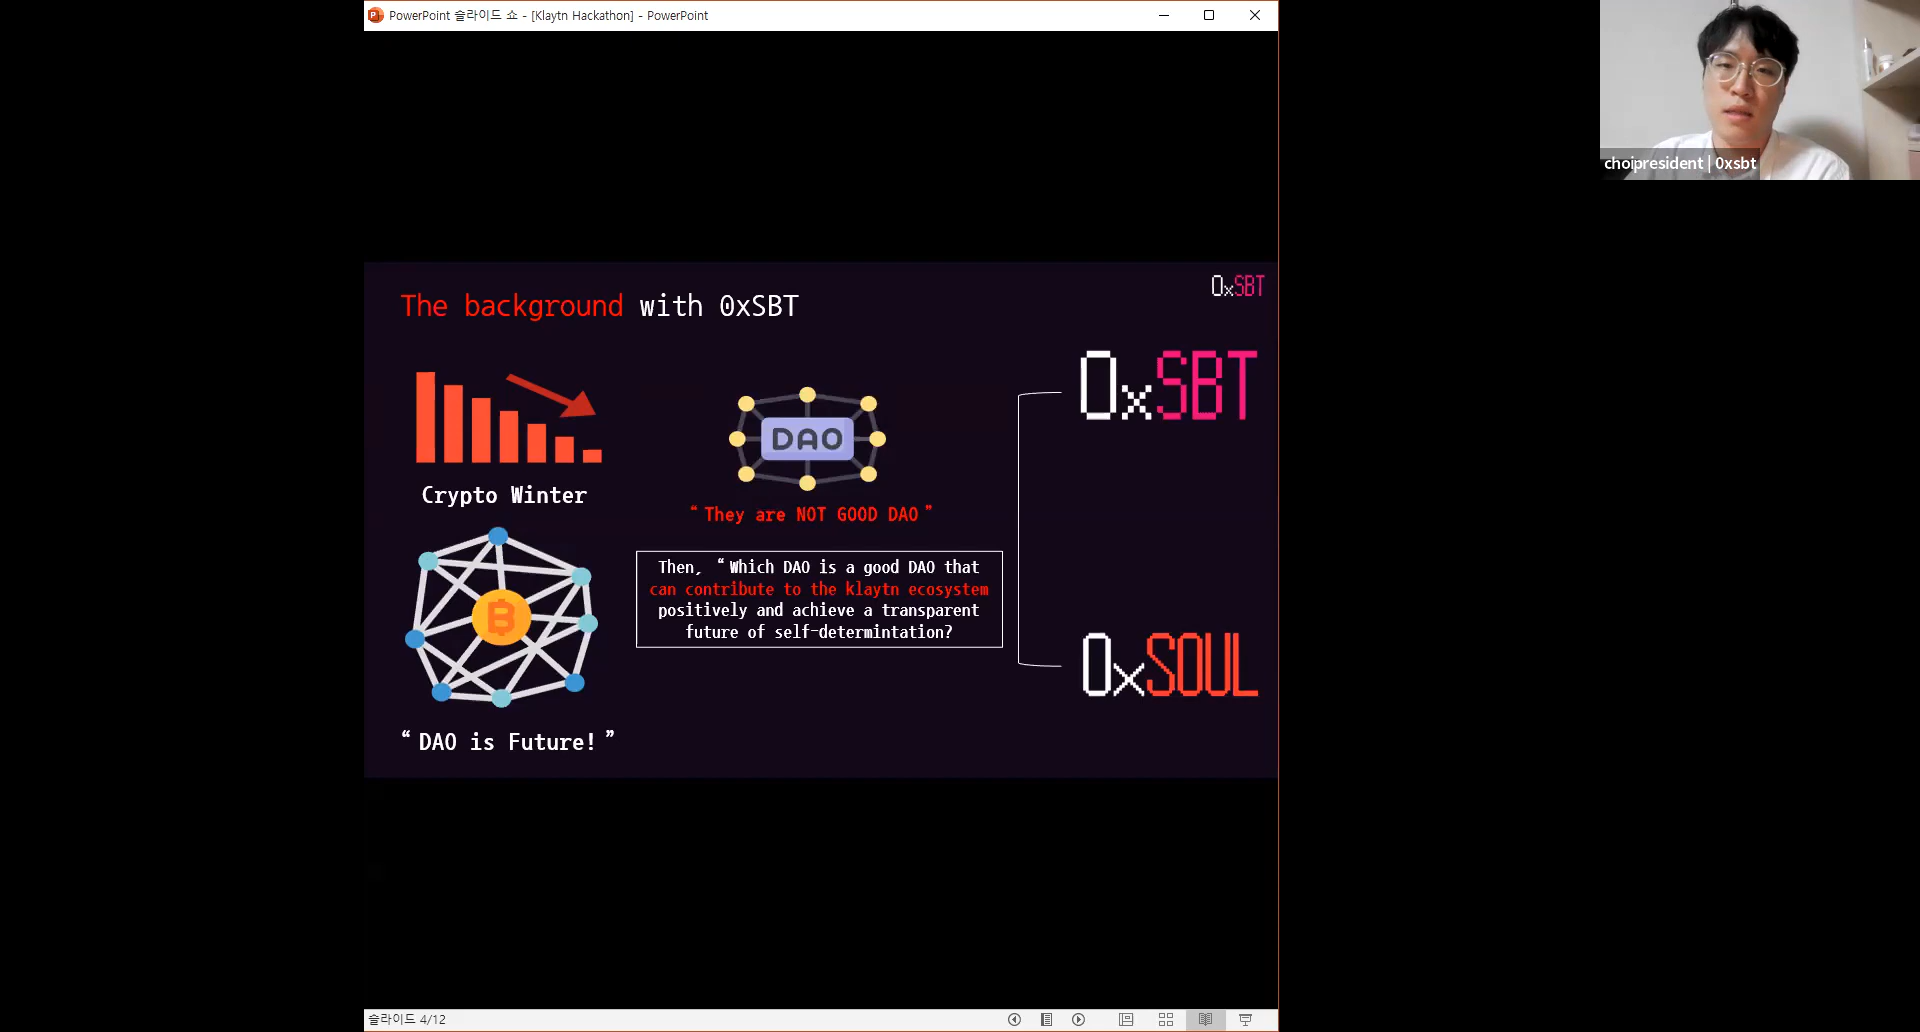 PowerPoint 슬라이드 쇼 - [Klaytn Hackathon] - PowerPoint
choipresident | 0xsbt
The background with 0xSBT
0xSBT
Crypto Winter
DAO
“They are NOT GOOD DAO”
Then, “Which DAO is a good DAO that
can contribute to the klaytn ecosystem
positively and achieve a transparent
future of self-determintation?
“DAO is Future!”
0xSBT
0xSOUL
슬라이드 4/12